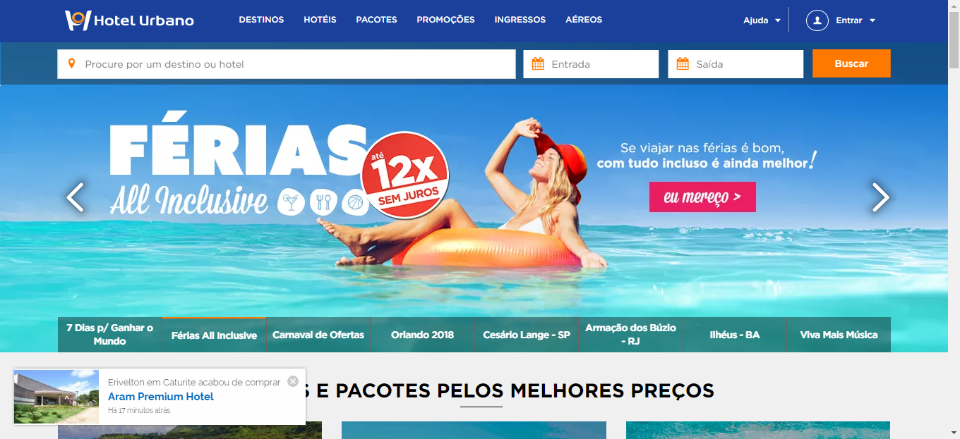 Hotel Urbano
DESTINOS HOTÉIS PACOTES PROMOÇÕES INGRESSOS AÉREOS
Ajuda Entrar
Procure por um destino ou hotel
Entrada
Saída
Buscar
FÉRIAS
All Inclusive
até
12X
SEM JUROS
Se viajar nas férias é bom,
com tudo incluso é ainda melhor!
eu mereço >
7 Dias p/ Ganhar o
Mundo
Férias All Inclusive
Carnaval de Ofertas
Orlando 2018
Cesário Lange - SP
Armação dos Búzio
- RJ
Ilhéus - BA
Viva Mais Música
S E PACOTES PELOS MELHORES PREÇOS
Erivelton em Caturite acabou de comprar
Aram Premium Hotel
Há 17 minutos atrás